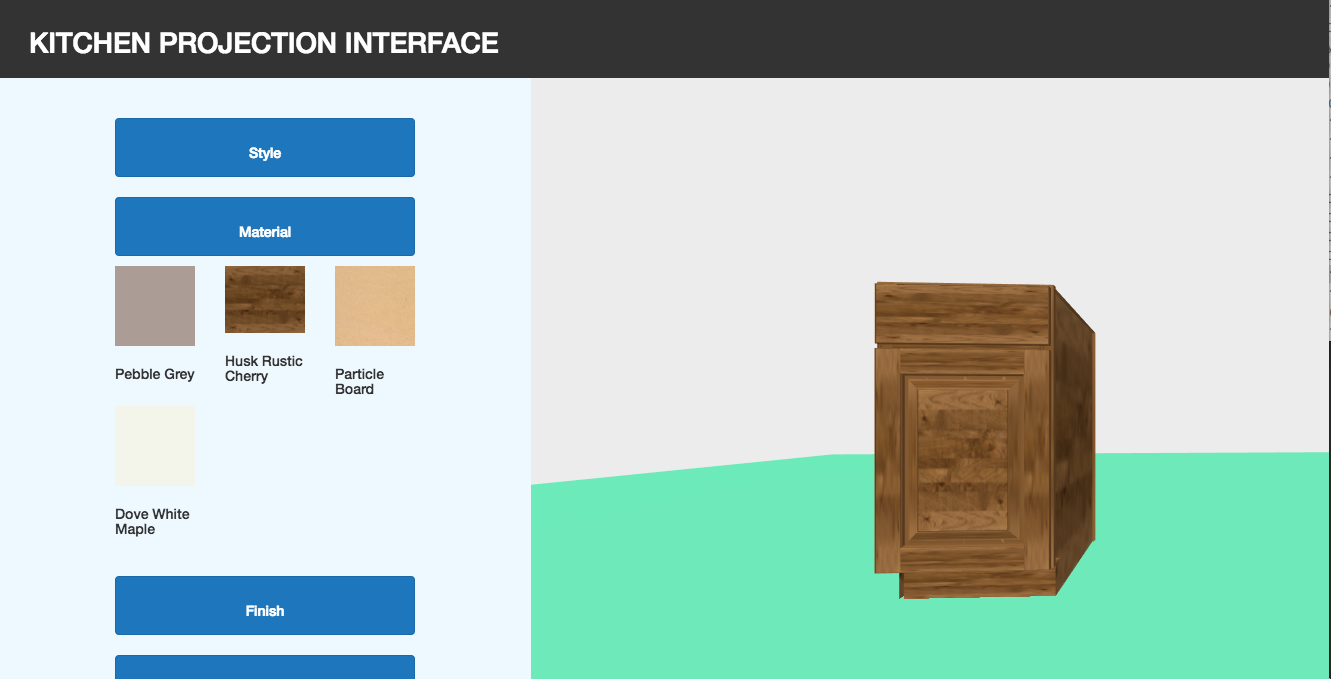 KITCHEN PROJECTION INTERFACE
Style
Material
Pebble Grey
Husk Rustic
Cherry
Particle
Board
Dove White
Maple
Finish